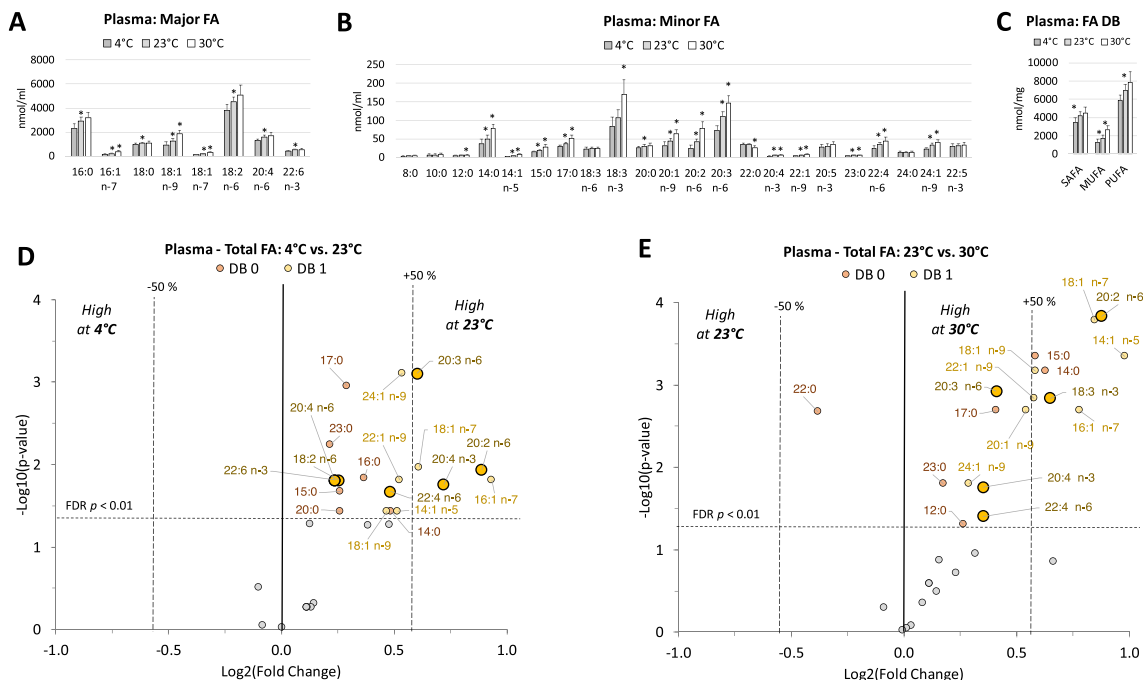 A
Plasma: Major FA
4°C 23°C 30°C
nmol/ml
8000
6000
4000
2000
0
* * * * * * * * * * *
16:0 16:1 18:0 18:1 18:1 18:2 20:4 22:6
n-7 n-9 n-7 n-6 n-6 n-3
B
Plasma: Minor FA
4°C 23°C 30°C
nmol/ml
250
200
150
100
50
0
8:0 10:0 12:0 14:0 14:1 15:0 17:0 18:3 18:3 20:0 20:1 20:2 20:3 22:0 20:4 22:1 20:5 23:0 22:4 24:0 24:1 22:5
n-5 n-6 n-3 n-9 n-6 n-6 n-3 n-9 n-3 n-6 n-9 n-3
C
Plasma: FA DB
4°C 23°C 30°C
nmol/mg
10000
8000
6000
4000
2000
0
* * * *
SAFA
MUFA
PUFA
D
Plasma - Total FA: 4°C vs. 23°C
DB 0 DB 1
-50 %
+50 %
High
at 4°C
High
at 23°C
17:0
20:3 n-6
24:1 n-9
20:4 n-6
23:0
18:1 n-7
22:1 n-9
20:2 n-6
18:2 n-6
16:0
20:4 n-3
22:6 n-3
15:0
22:4 n-6
16:1 n-7
FDR p < 0.01
20:0
14:1 n-5
18:1 n-9
14:0
4
3
2
1
0
-Log10(p-value)
-1.0 -0.5 0.0 0.5 1.0
Log2(Fold Change)
E
Plasma - Total FA: 23°C vs. 30°C
DB 0 DB 1
-50 %
+50 %
High
at 23°C
High
at 30°C
18:1 n-7
20:2 n-6
14:1 n-5
18:1 n-9
15:0
22:1 n-9
14:0
20:3 n-6
18:3 n-3
22:0
17:0
16:1 n-7
20:1 n-9
23:0
24:1 n-9
20:4 n-3
12:0
22:4 n-6
FDR p < 0.01
4
3
2
1
0
-Log10(p-value)
-1.0 -0.5 0.0 0.5 1.0
Log2(Fold Change)